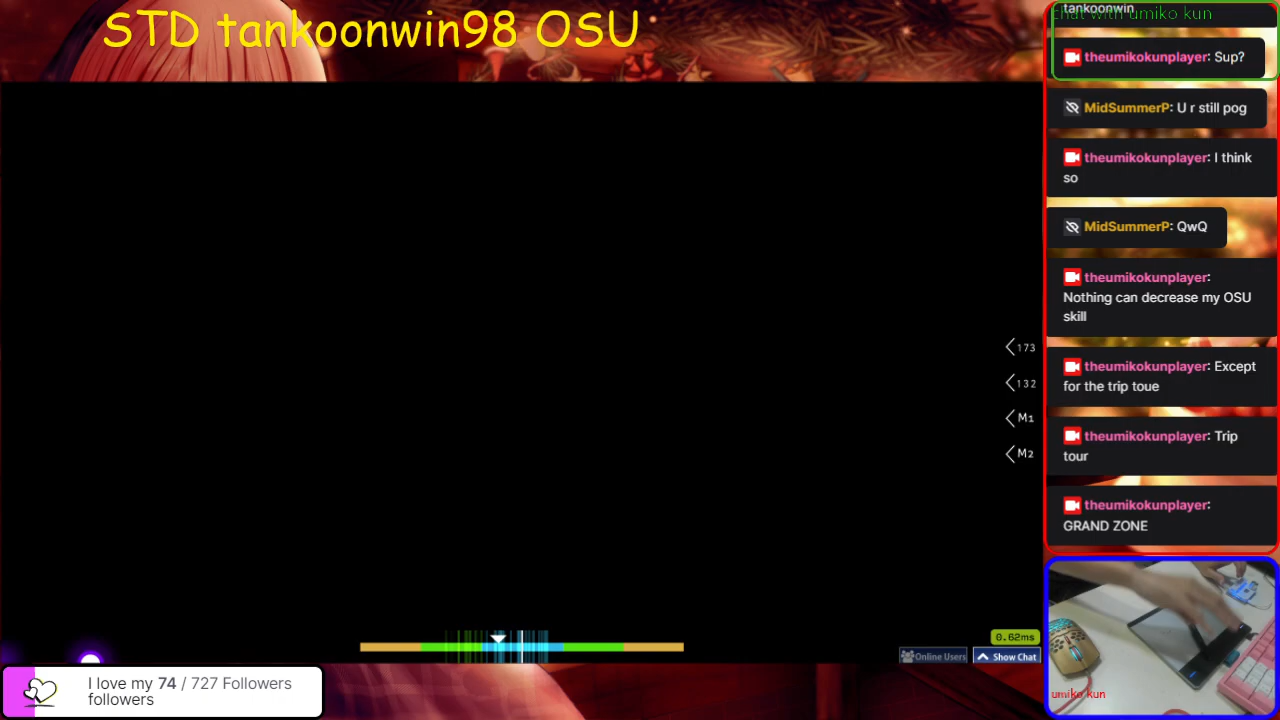 STD tankoonwin98 OSU
tankoonwin
chat with umiko kun
theumikokunplayer: Sup?
MidSummerP: U r still pog
theumikokunplayer: I think
so
MidSummerP: QwQ
theumikokunplayer:
Nothing can decrease my OSU
skill
theumikokunplayer: Except
for the trip toue
theumikokunplayer: Trip
tour
theumikokunplayer:
GRAND ZONE
173
132
M1
M2
0.62ms
Online Users
Show Chat
I love my 74 / 727 Followers
followers
umiko kun